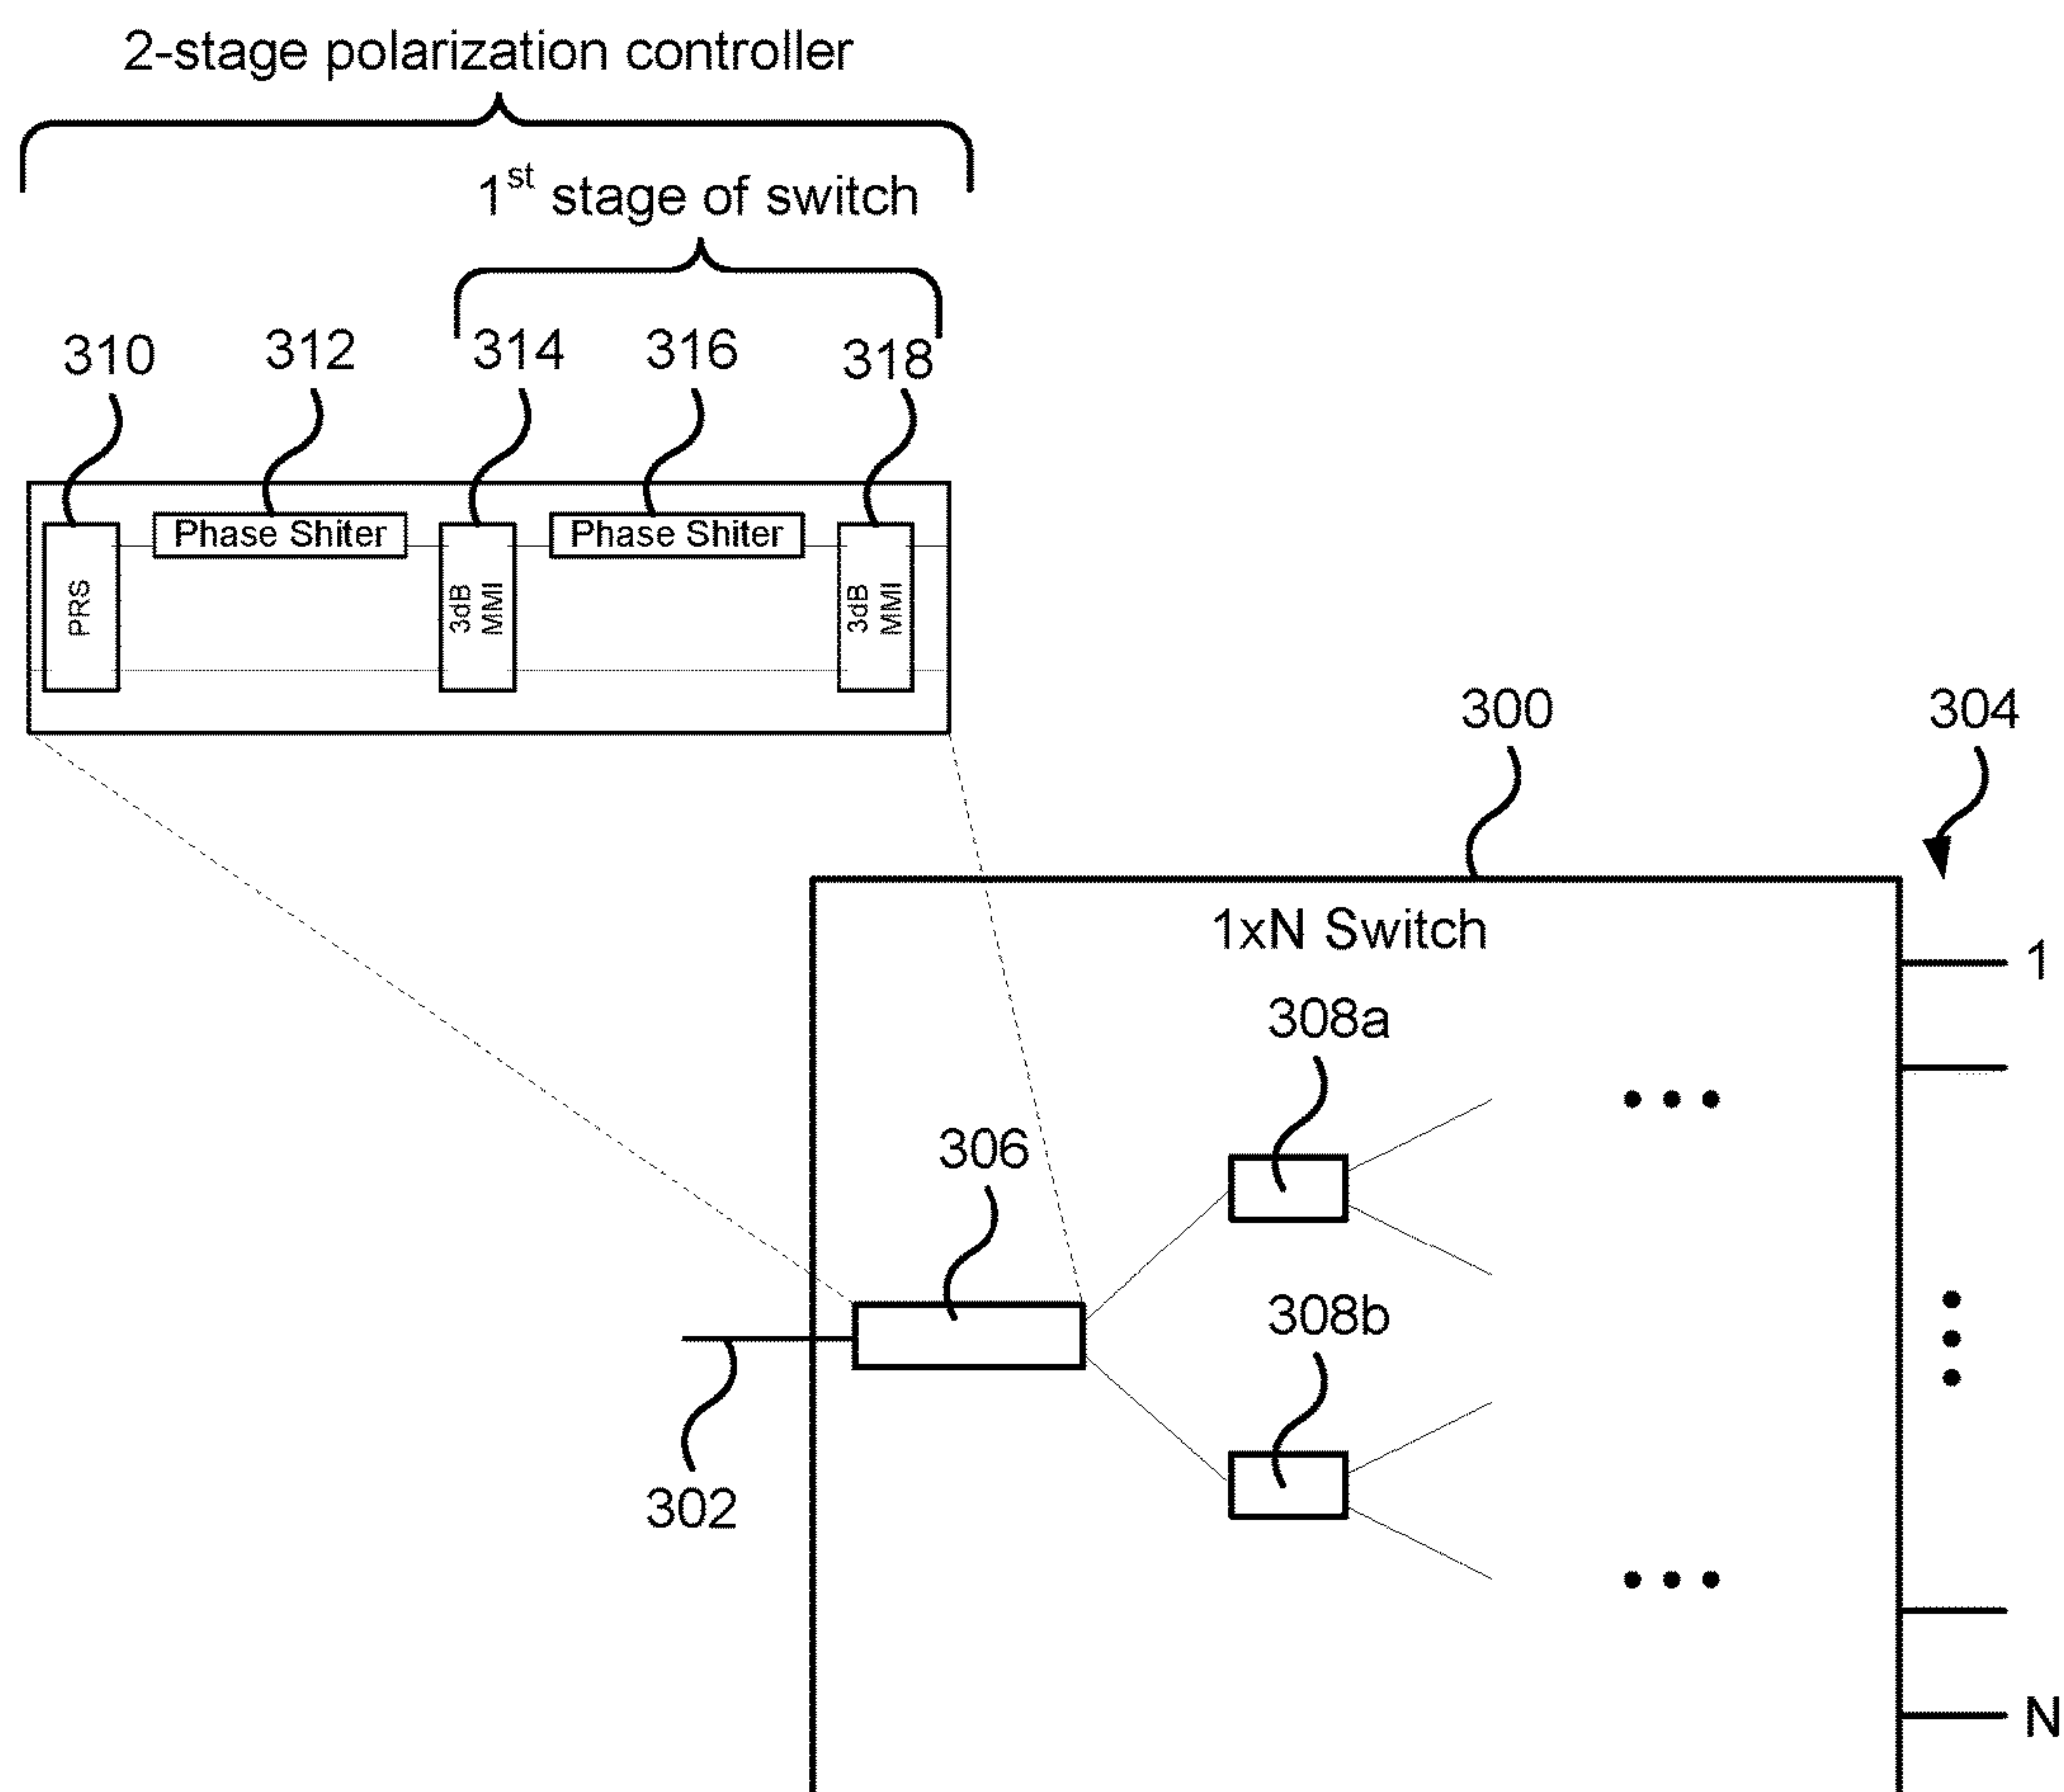 2-stage polarization controller
1st stage of switch
310
312
314
316
318
Phase Shiter
Phase Shiter
PRS
3dB
MMI
3dB
MMI
300
304
1xN Switch
1
308a
306
308b
302
N